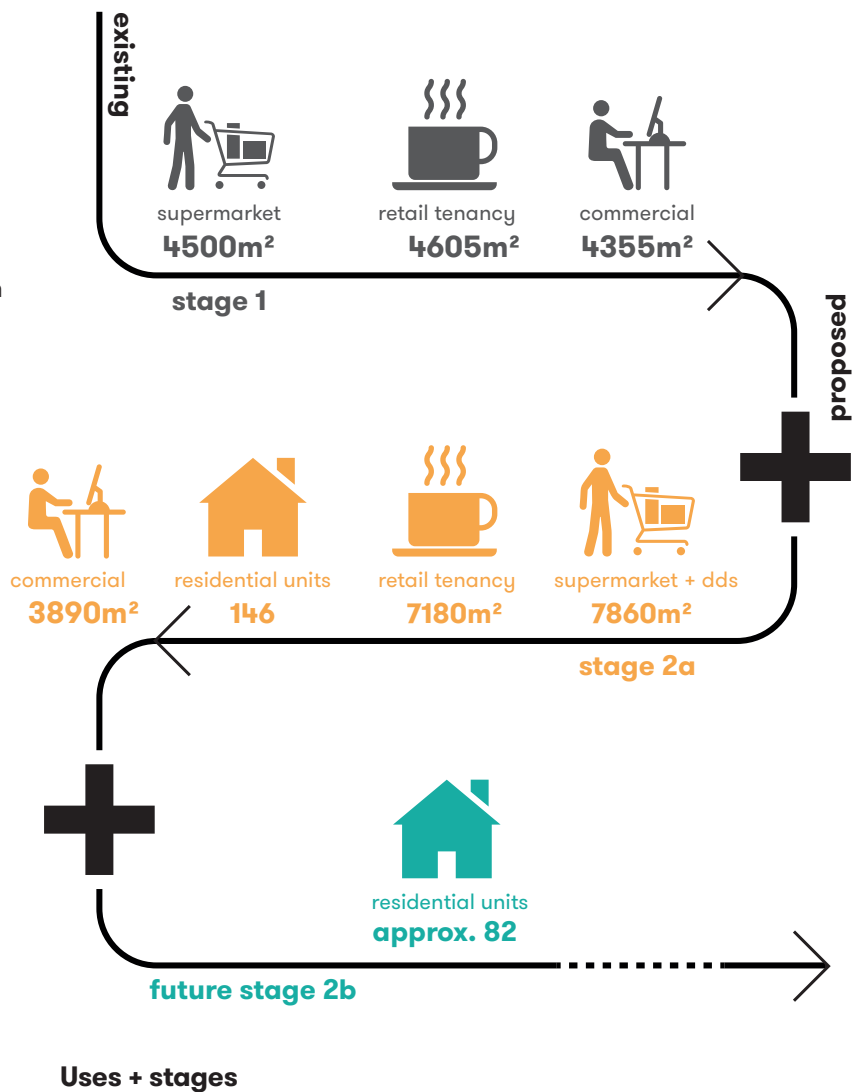 existing
supermarket
4500m²
retail tenancy
4605m²
commercial
4355m²
stage 1
proposed
commercial
3890m²
residential units
146
retail tenancy
7180m²
supermarket + dds
7860m²
stage 2a
residential units
approx. 82
future stage 2b
Uses + stages